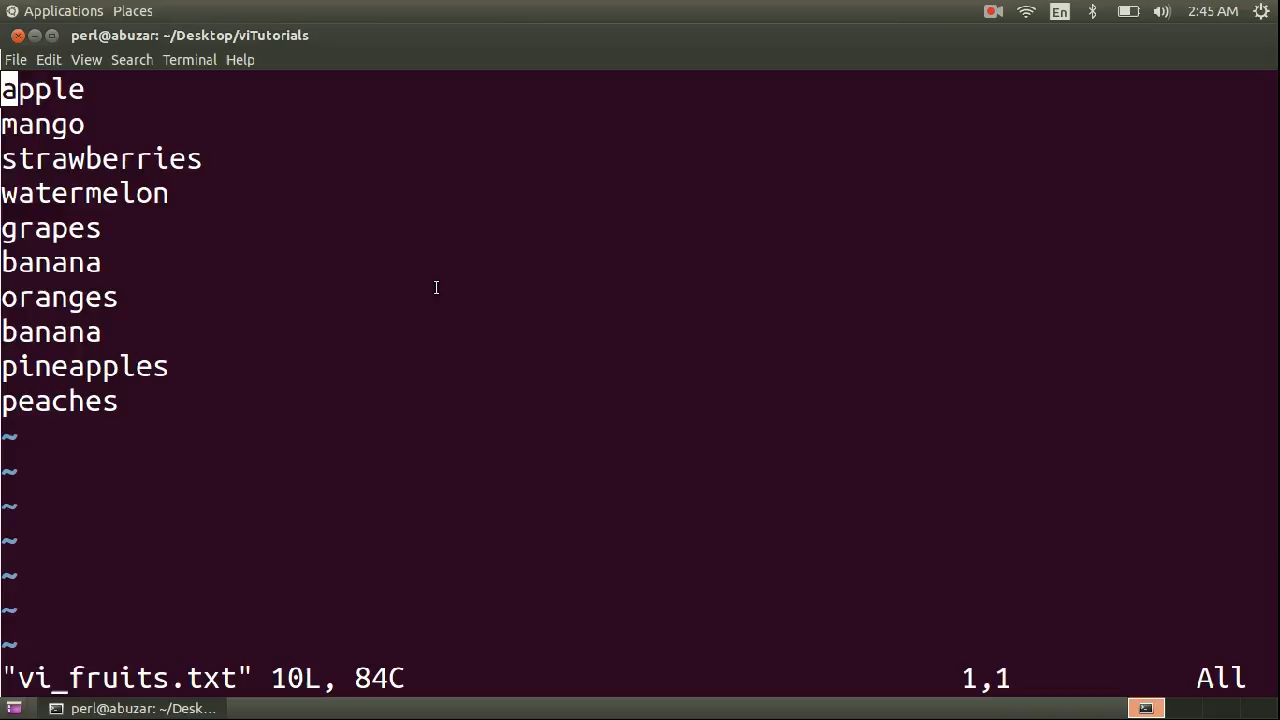 Applications Places En 2:45 AM
perl@abuzar: ~/Desktop/viTutorials
File Edit View Search Terminal Help
apple
mango
strawberries
watermelon
grapes
banana
oranges
banana
pineapples
peaches
~
~
~
~
~
~
~
"vi_fruits.txt" 10L, 84C 1,1 All
perl@abuzar: ~/Desk...